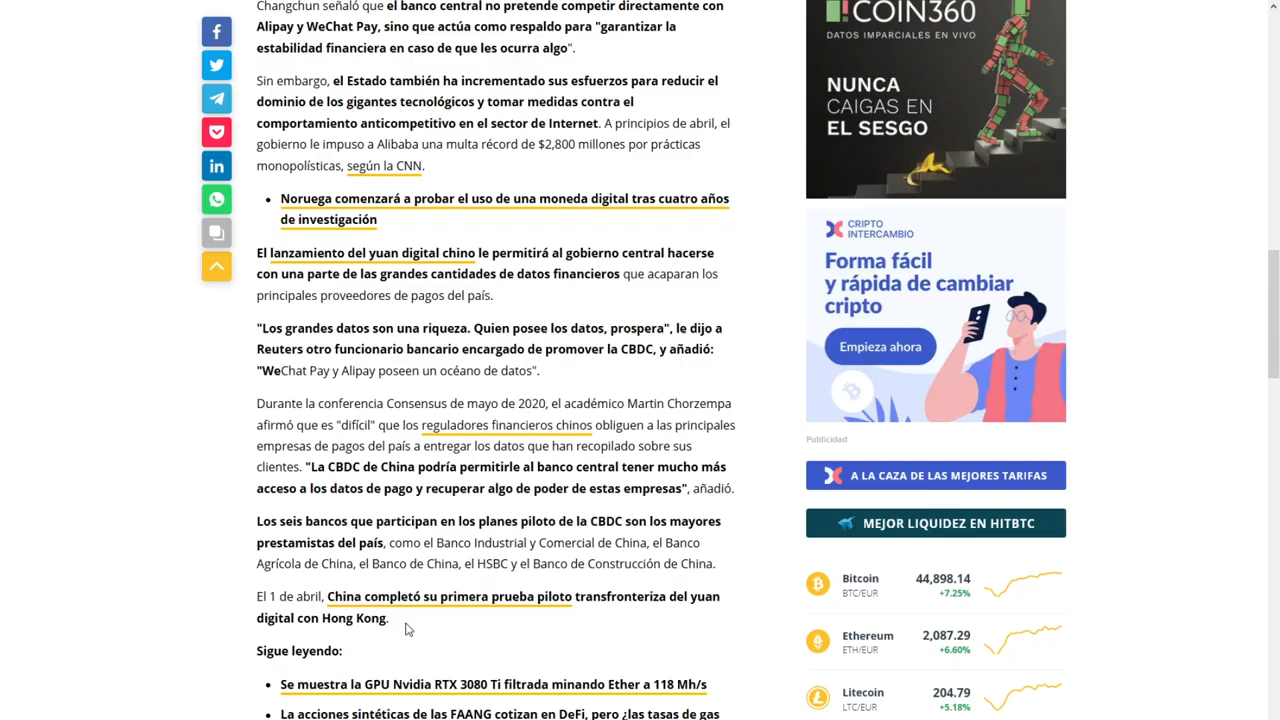 Changchun señaló que el banco central no pretende competir directamente con
Alipay y WeChat Pay, sino que actúa como respaldo para "garantizar la
estabilidad financiera en caso de que les ocurra algo".
Sin embargo, el Estado también ha incrementado sus esfuerzos para reducir el
dominio de los gigantes tecnológicos y tomar medidas contra el
comportamiento anticompetitivo en el sector de Internet. A principios de abril, el
gobierno le impuso a Alibaba una multa récord de $2,800 millones por prácticas
monopolísticas, según la CNN.
Noruega comenzará a probar el uso de una moneda digital tras cuatro años
de investigación
El lanzamiento del yuan digital chino le permitirá al gobierno central hacerse
con una parte de las grandes cantidades de datos financieros que acaparan los
principales proveedores de pagos del país.
"Los grandes datos son una riqueza. Quien posee los datos, prospera", le dijo a
Reuters otro funcionario bancario encargado de promover la CBDC, y añadió:
"WeChat Pay y Alipay poseen un océano de datos".
Durante la conferencia Consensus de mayo de 2020, el académico Martin Chorzempa
afirmó que es "difícil" que los reguladores financieros chinos obliguen a las principales
empresas de pagos del país a entregar los datos que han recopilado sobre sus
clientes. "La CBDC de China podría permitirle al banco central tener mucho más
acceso a los datos de pago y recuperar algo de poder de estas empresas", añadió.
Los seis bancos que participan en los planes piloto de la CBDC son los mayores
prestamistas del país, como el Banco Industrial y Comercial de China, el Banco
Agrícola de China, el Banco de China, el HSBC y el Banco de Construcción de China.
El 1 de abril, China completó su primera prueba piloto transfronteriza del yuan
digital con Hong Kong.
Sigue leyendo:
Se muestra la GPU Nvidia RTX 3080 Ti filtrada minando Ether a 118 Mh/s
La acciones sintéticas de las FAANG cotizan en DeFi, pero ¿las tasas de gas
COIN360
DATOS IMPARCIALES EN VIVO
NUNCA
CAIGAS EN
EL SESGO
CRIPTO
INTERCAMBIO
Forma fácil
y rápida de cambiar
cripto
Empieza ahora
Publicidad
A LA CAZA DE LAS MEJORES TARIFAS
MEJOR LIQUIDEZ EN HITBTC
Bitcoin 44,898.14
BTC/EUR +7.25%
Ethereum 2,087.29
ETH/EUR +6.60%
Litecoin 204.79
LTC/EUR +5.18%